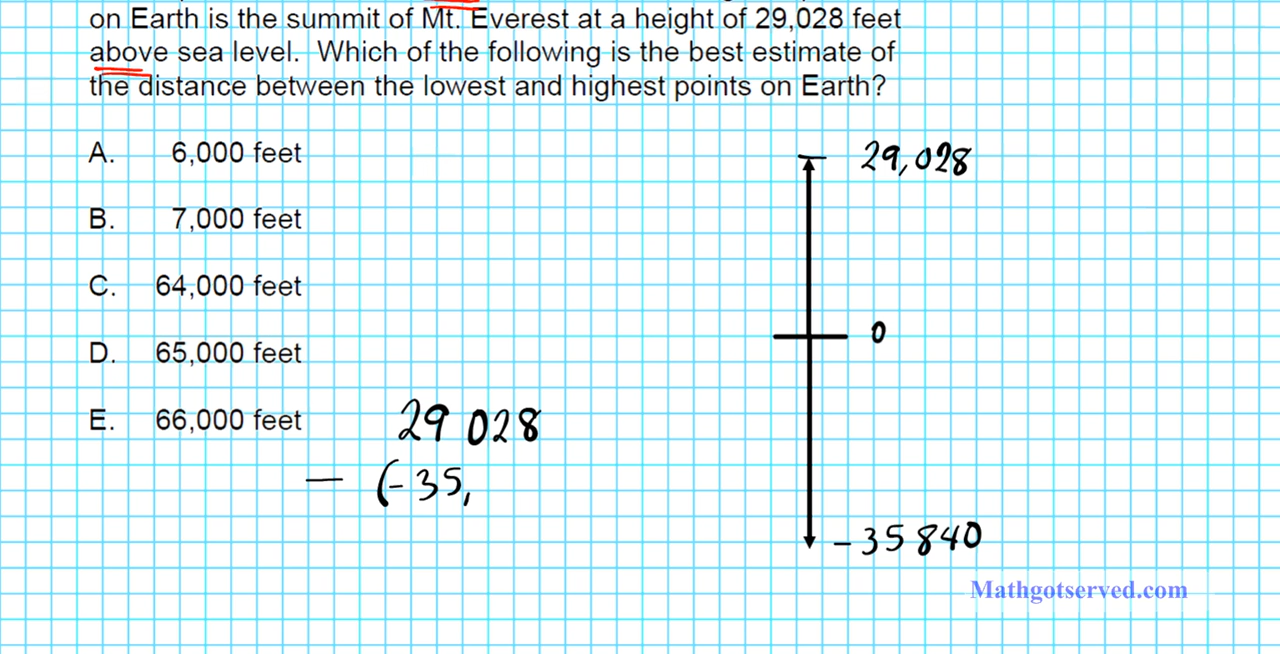 on Earth is the summit of Mt. Everest at a height of 29,028 feet
above sea level. Which of the following is the best estimate of
the distance between the lowest and highest points on Earth?
A. 6,000 feet
B. 7,000 feet
C. 64,000 feet
D. 65,000 feet
E. 66,000 feet
29 028
− (−35,
29,028
0
−35840
Mathgotserved.com